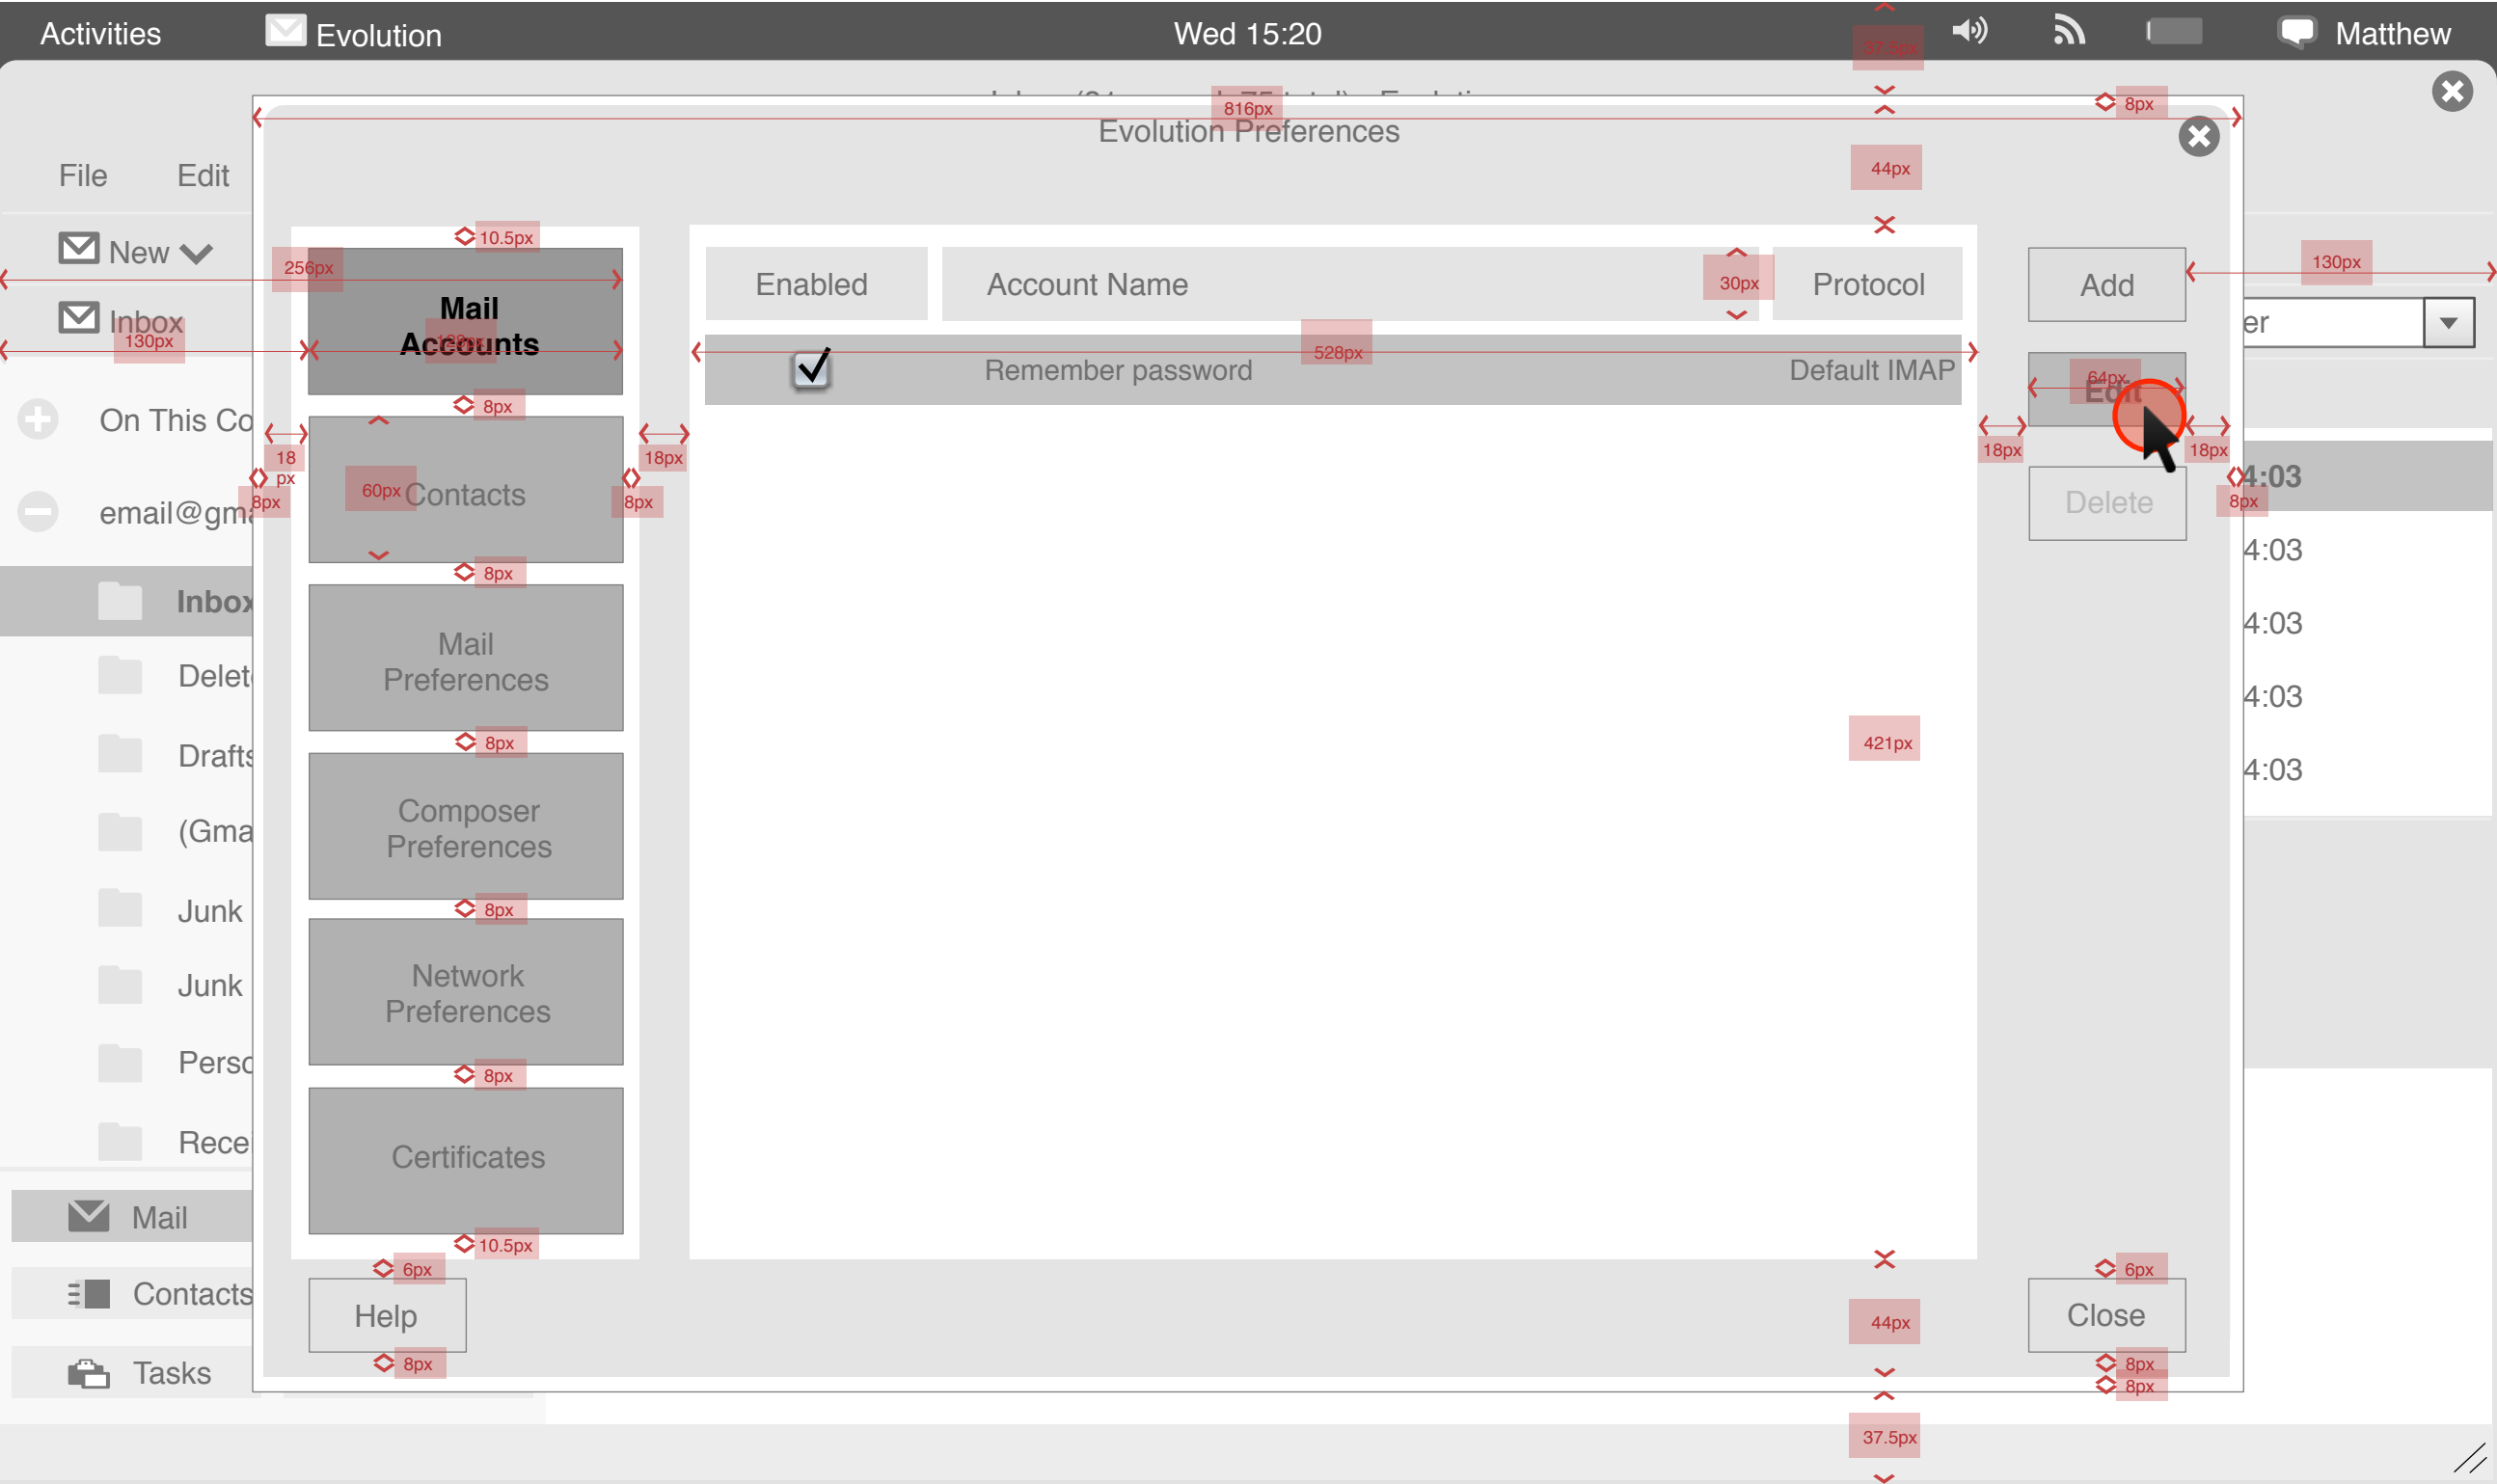 Activities
Evolution
Wed 15:20
37.5px
Matthew
816px
8px
Evolution Preferences
File
Edit
44px
10.5px
New
256px
Enabled
Account Name
30px
Protocol
Add
130px
Mail
Accounts
Inbox
130px
128px
528px
er
Remember password
Default IMAP
64px
Edit
8px
On This Co
18
px
18px
18px
18px
60px
Contacts
4:03
8px
8px
8px
Delete
email@gma
8px
4:03
Inbox
4:03
Mail
Preferences
Delet
4:03
8px
421px
Drafts
4:03
Composer
Preferences
(Gma
8px
Junk
Network
Preferences
Junk
Perso
8px
Recei
Certificates
Mail
10.5px
6px
6px
Contacts
Help
44px
Close
8px
8px
Tasks
8px
37.5px